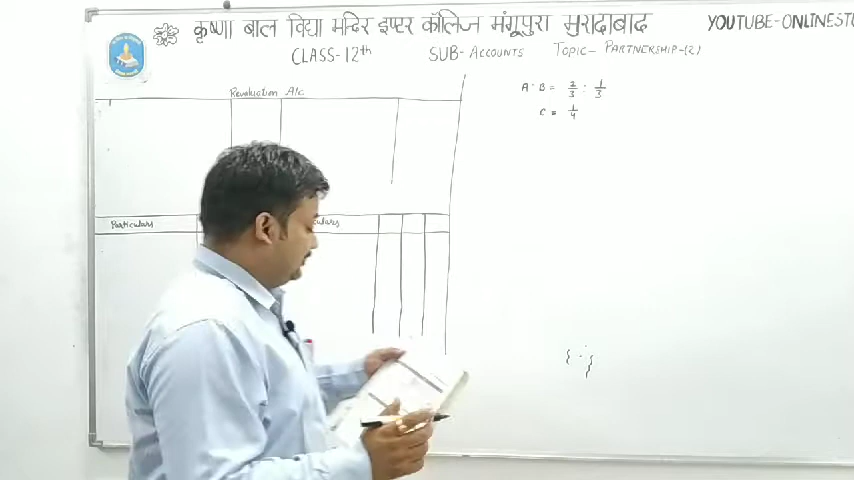 कृष्णा बाल विद्या मन्दिर इण्टर कॉलिज मंगूपुरा मुरादाबाद YOUTUBE-ONLINESTU
CLASS-12th SUB-ACCOUNTS TOPIC- PARTNERSHIP-(2)
Revaluation A/c
A:B = 2/3 : 1/3
C = 1/4
Particulars culars